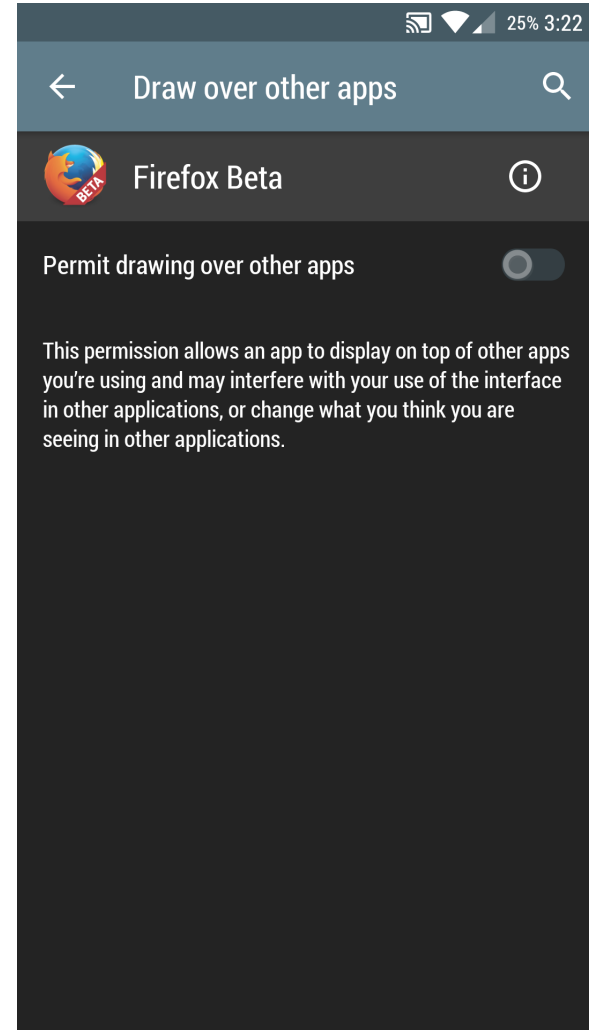 25% 3:22
Draw over other apps
BETA
Firefox Beta
Permit drawing over other apps
This permission allows an app to display on top of other apps
you're using and may interfere with your use of the interface
in other applications, or change what you think you are
seeing in other applications.